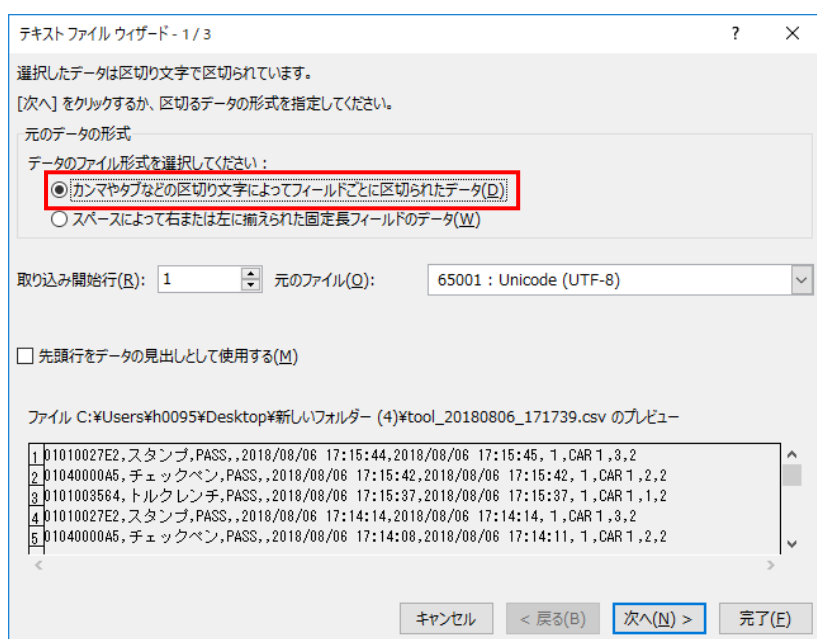 テキスト ファイル ウィザード - 1 / 3 ? ×
選択したデータは区切り文字で区切られています。
[次へ] をクリックするか、区切るデータの形式を指定してください。
元のデータの形式
データのファイル形式を選択してください：
カンマやタブなどの区切り文字によってフィールドごとに区切られたデータ(D)
スペースによって右または左に揃えられた固定長フィールドのデータ(W)
取り込み開始行(R): 1 元のファイル(O): 65001 : Unicode (UTF-8)
先頭行をデータの見出しとして使用する(M)
ファイル C:¥Users¥h0095¥Desktop¥新しいフォルダー (4)¥tool_20180806_171739.csv のプレビュー
1 01010027E2,スタンプ,PASS,,2018/08/06 17:15:44,2018/08/06 17:15:45,１,CAR１,3,2
2 01040000A5,チェックペン,PASS,,2018/08/06 17:15:42,2018/08/06 17:15:42,１,CAR１,2,2
3 0101003564,トルクレンチ,PASS,,2018/08/06 17:15:37,2018/08/06 17:15:37,１,CAR１,1,2
4 01010027E2,スタンプ,PASS,,2018/08/06 17:14:14,2018/08/06 17:14:14,１,CAR１,3,2
5 01040000A5,チェックペン,PASS,,2018/08/06 17:14:08,2018/08/06 17:14:11,１,CAR１,2,2
キャンセル < 戻る(B) 次へ(N) > 完了(F)